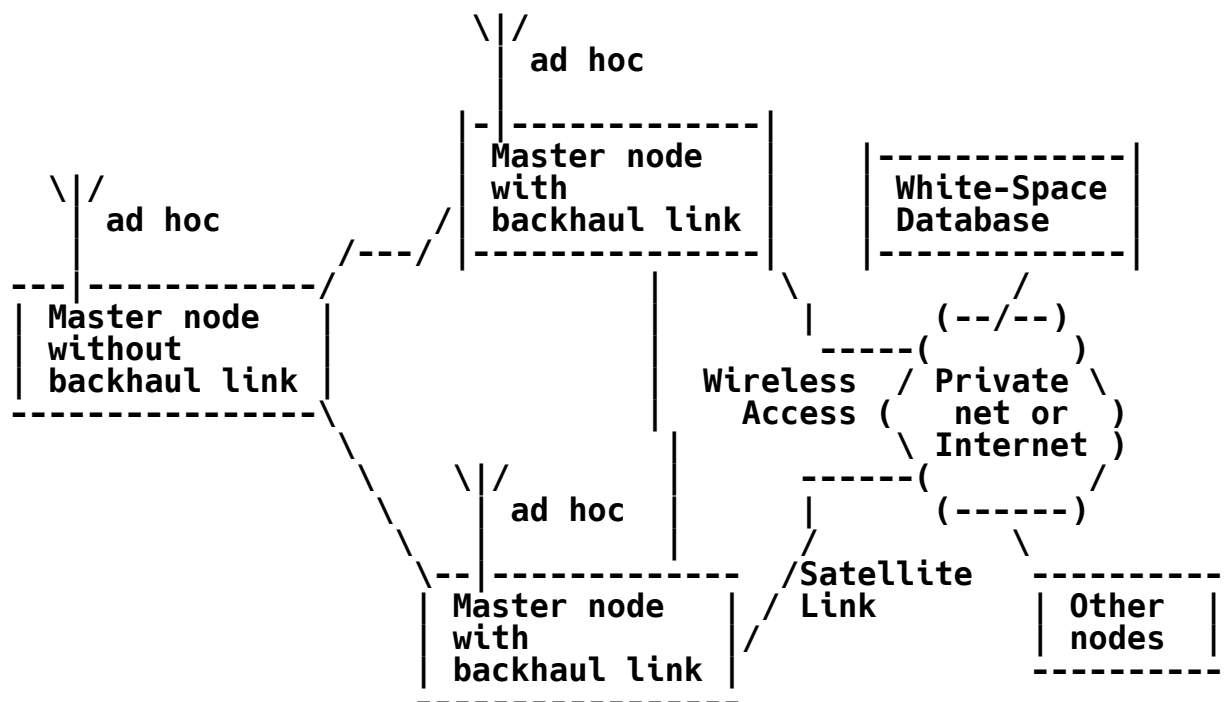 ad hoc
Master node
with
backhaul link
White-Space
Database
ad hoc
Master node
without
backhaul link
Wireless
Access
Private
net or
Internet
ad hoc
Master node
with
backhaul link
Satellite
Link
Other
nodes